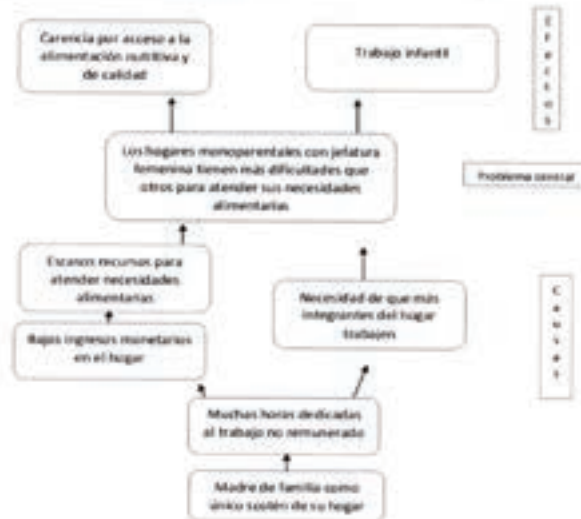 Carencia por acceso a la
alimentación nutritiva y
de calidad
Trabajo infantil
E
f
e
c
t
o
s
Los hogares monoparentales con jefatura
femenina tienen más dificultades que
otros para atender sus necesidades
alimentarias
Problema central
Escasos recursos para
atender necesidades
alimentarias
Necesidad de que más
integrantes del hogar
trabajen
C
a
u
s
a
s
Bajos ingresos monetarios
en el hogar
Muchas horas dedicadas
al trabajo no remunerado
Madre de familia como
único sostén de su hogar